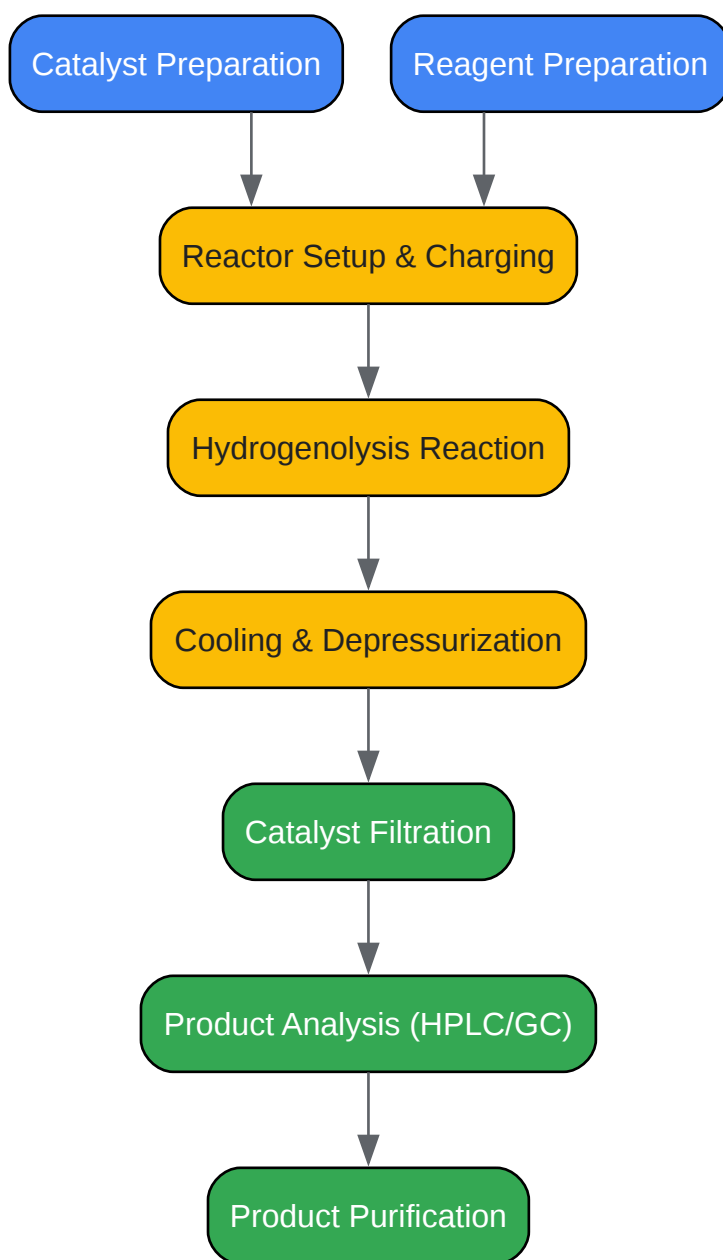 Catalyst Preparation
Reagent Preparation
Reactor Setup & Charging
Hydrogenolysis Reaction
Cooling & Depressurization
Catalyst Filtration
Product Analysis (HPLC/GC)
Product Purification